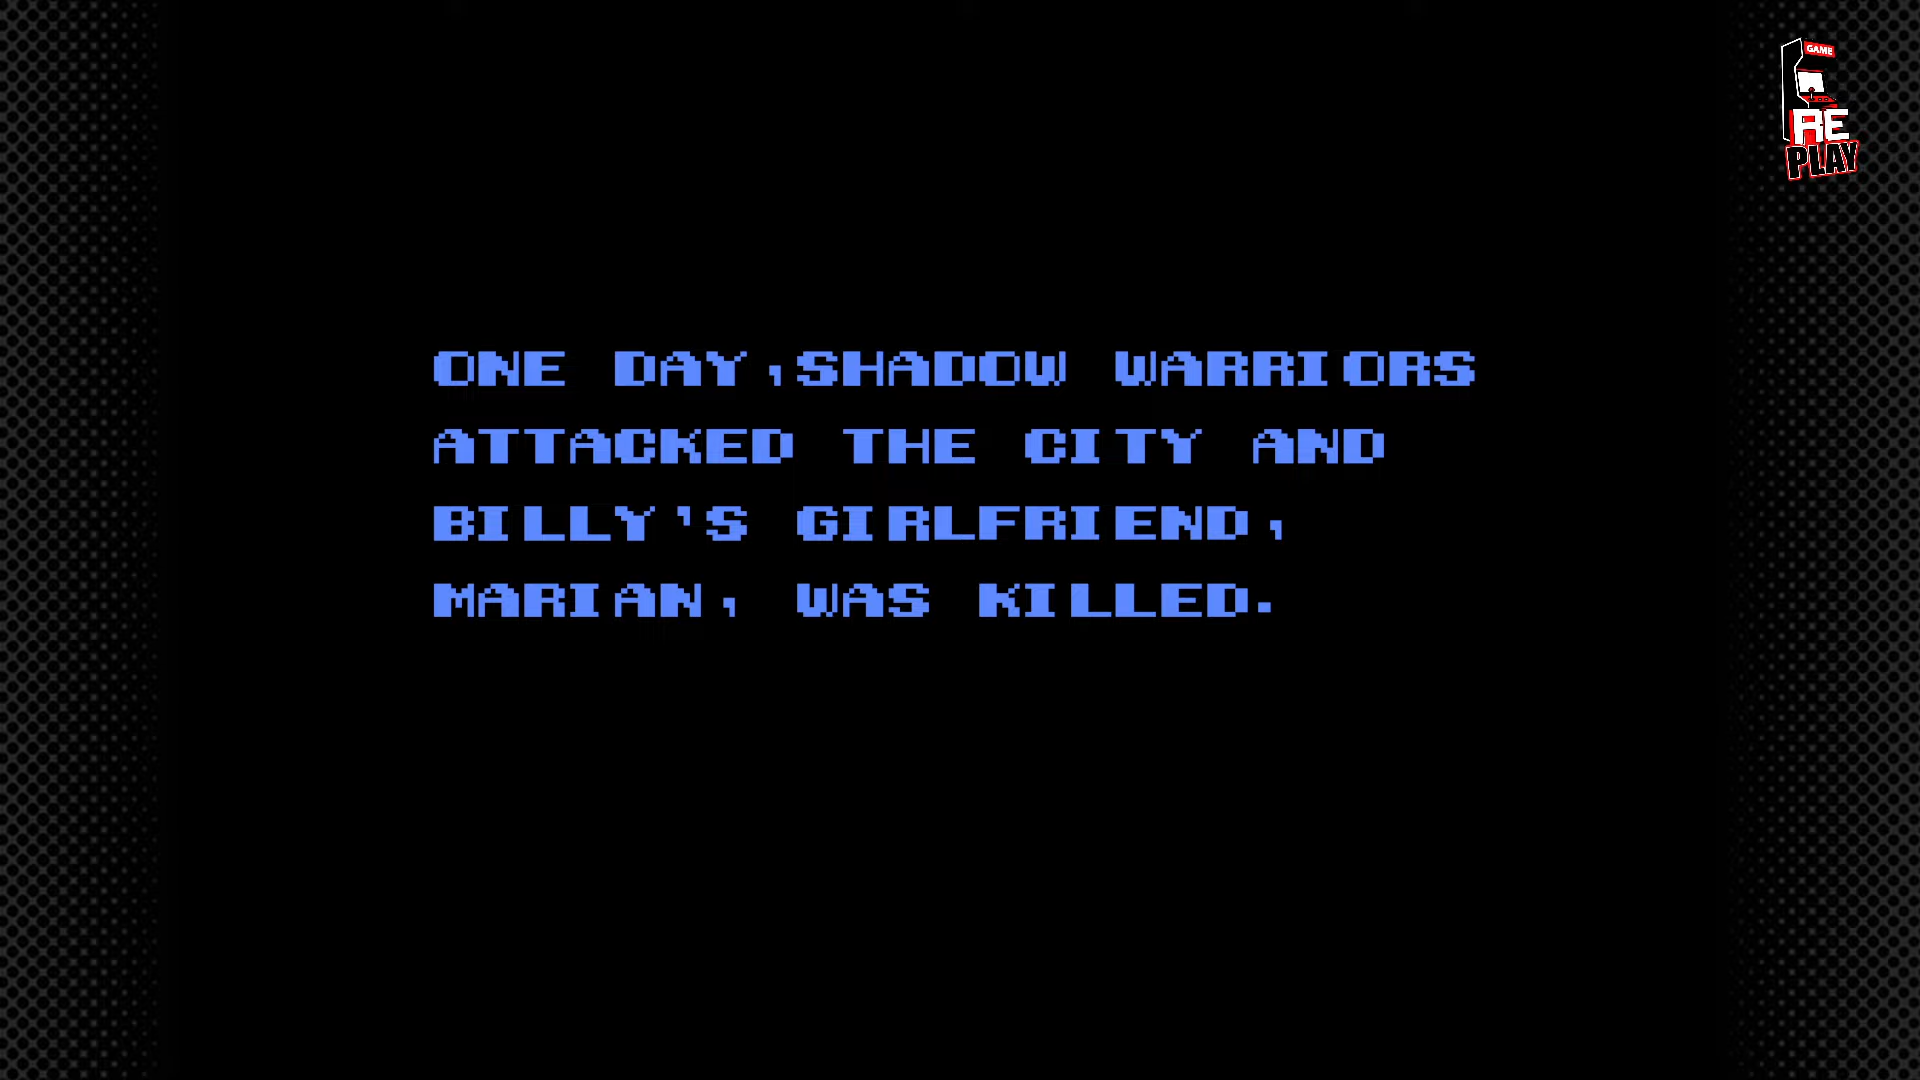 GAME
RE
PLAY
ONE DAY,SHADOW WARRIORS
ATTACKED THE CITY AND
BILLY'S GIRLFRIEND,
MARIAN, WAS KILLED.